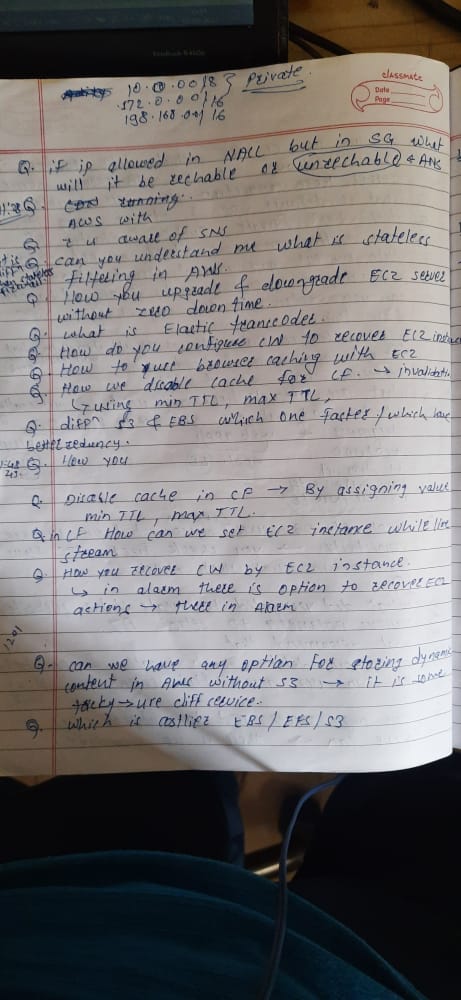 10.0.0.0/8 } Private.
172.0.0.0/16
198.168.0.0/16
classmate
Date
Page
Q. if ip allowed in NACL but in SG what
will it be rechable or unrechable ← ANS
Q. running.
AWS with
Q. r u aware of SNS
Q. can you understand me what is stateless
filtering in AWS.
Q. How you upgrade & downgrade EC2 server
without zero down time.
Q. what is Elastic transcoder.
Q. How do you configure CW to recover EC2 instance
Q. How to use browser caching with EC2
Q. How we disable cache for CF. → invalidation
↳ using min TTL, max TTL,
Q. diffn S3 & EBS which one faster / which have
better redundancy.
Q. How you
Q. Disable cache in CF → By assigning value
min TTL, max TTL.
Q. in CF How can we set EC2 instance while live
stream
Q. How you recover CW by EC2 instance.
↳ in alarm there is option to recover EC2
actions → there in Alarm
1201
Q. can we have any option for storing dynamic
content in AWS without S3 → it is some
tricky → use diff service.
Q. which is costlier EBS/EFS/S3